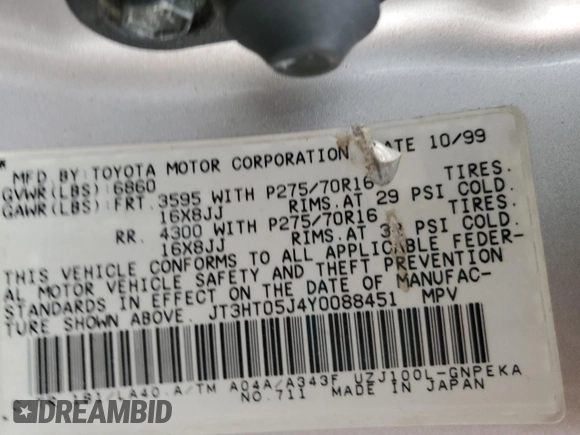 MFD BY: TOYOTA MOTOR CORPORATION DATE 10/99
GVWR(LBS):6860
GAWR(LBS):FRT. 3595 WITH P275/70R16 TIRES.
16X8JJ RIMS.AT 29 PSI COLD.
RR. 4300 WITH P275/70R16 TIRES.
16X8JJ RIMS.AT PSI COLD.
THIS VEHICLE CONFORMS TO ALL APPLICABLE FEDER-
AL MOTOR VEHICLE SAFETY AND THEFT PREVENTION
STANDARDS IN EFFECT ON THE DATE OF MANUFAC-
TURE SHOWN ABOVE. JT3HT05J4Y0088451 MPV
/LA40 A/TM A04A/A343F UZJ100L-GNPEKA
NO.711 MADE IN JAPAN
DREAMBID